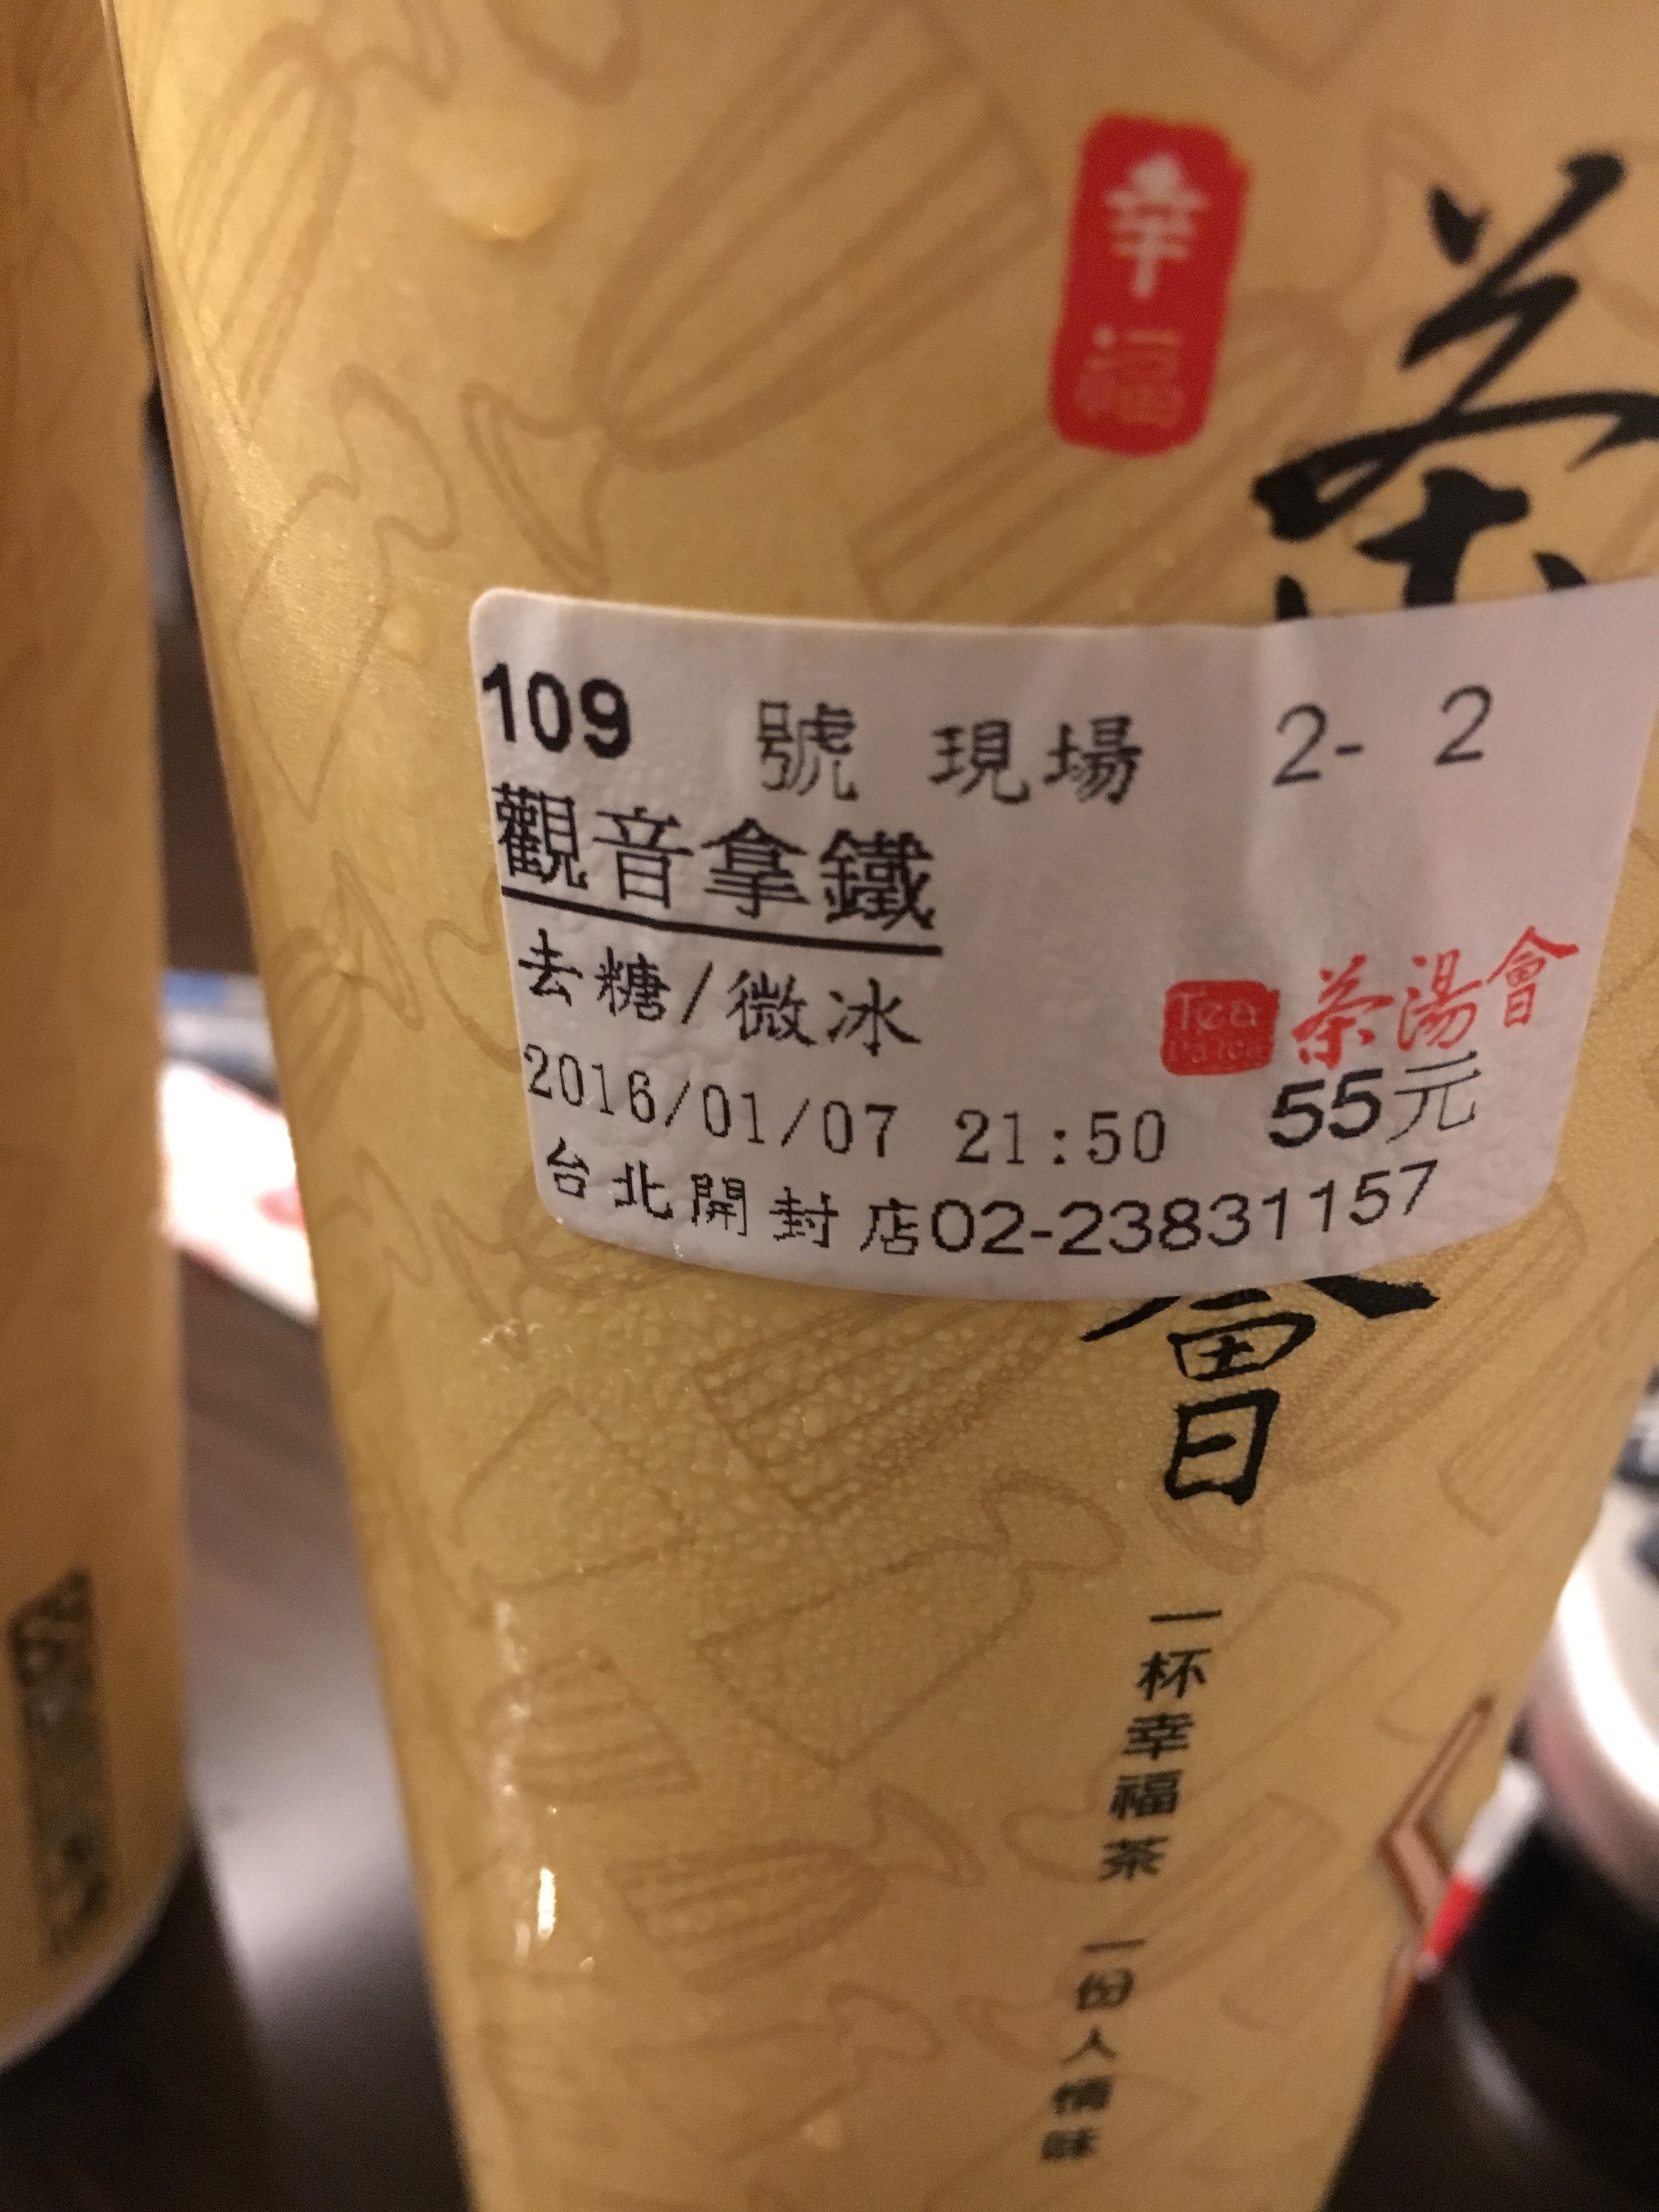 幸福
茶
109 號 現場 2- 2
觀音拿鐵
去糖/微冰
Tea
茶湯會
2016/01/07 21:50 55元
台北開封店02-23831157
會
一杯幸福茶 一份人情味